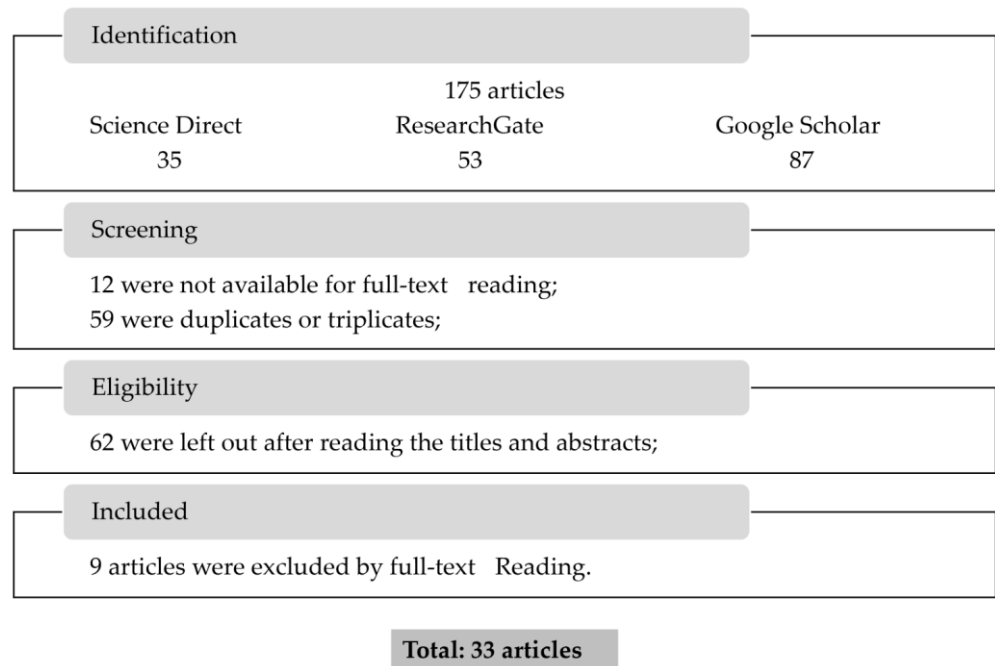 Identification
175 articles
Science Direct ResearchGate Google Scholar
35 53 87
Screening
12 were not available for full-text reading;
59 were duplicates or triplicates;
Eligibility
62 were left out after reading the titles and abstracts;
Included
9 articles were excluded by full-text Reading.
Total: 33 articles